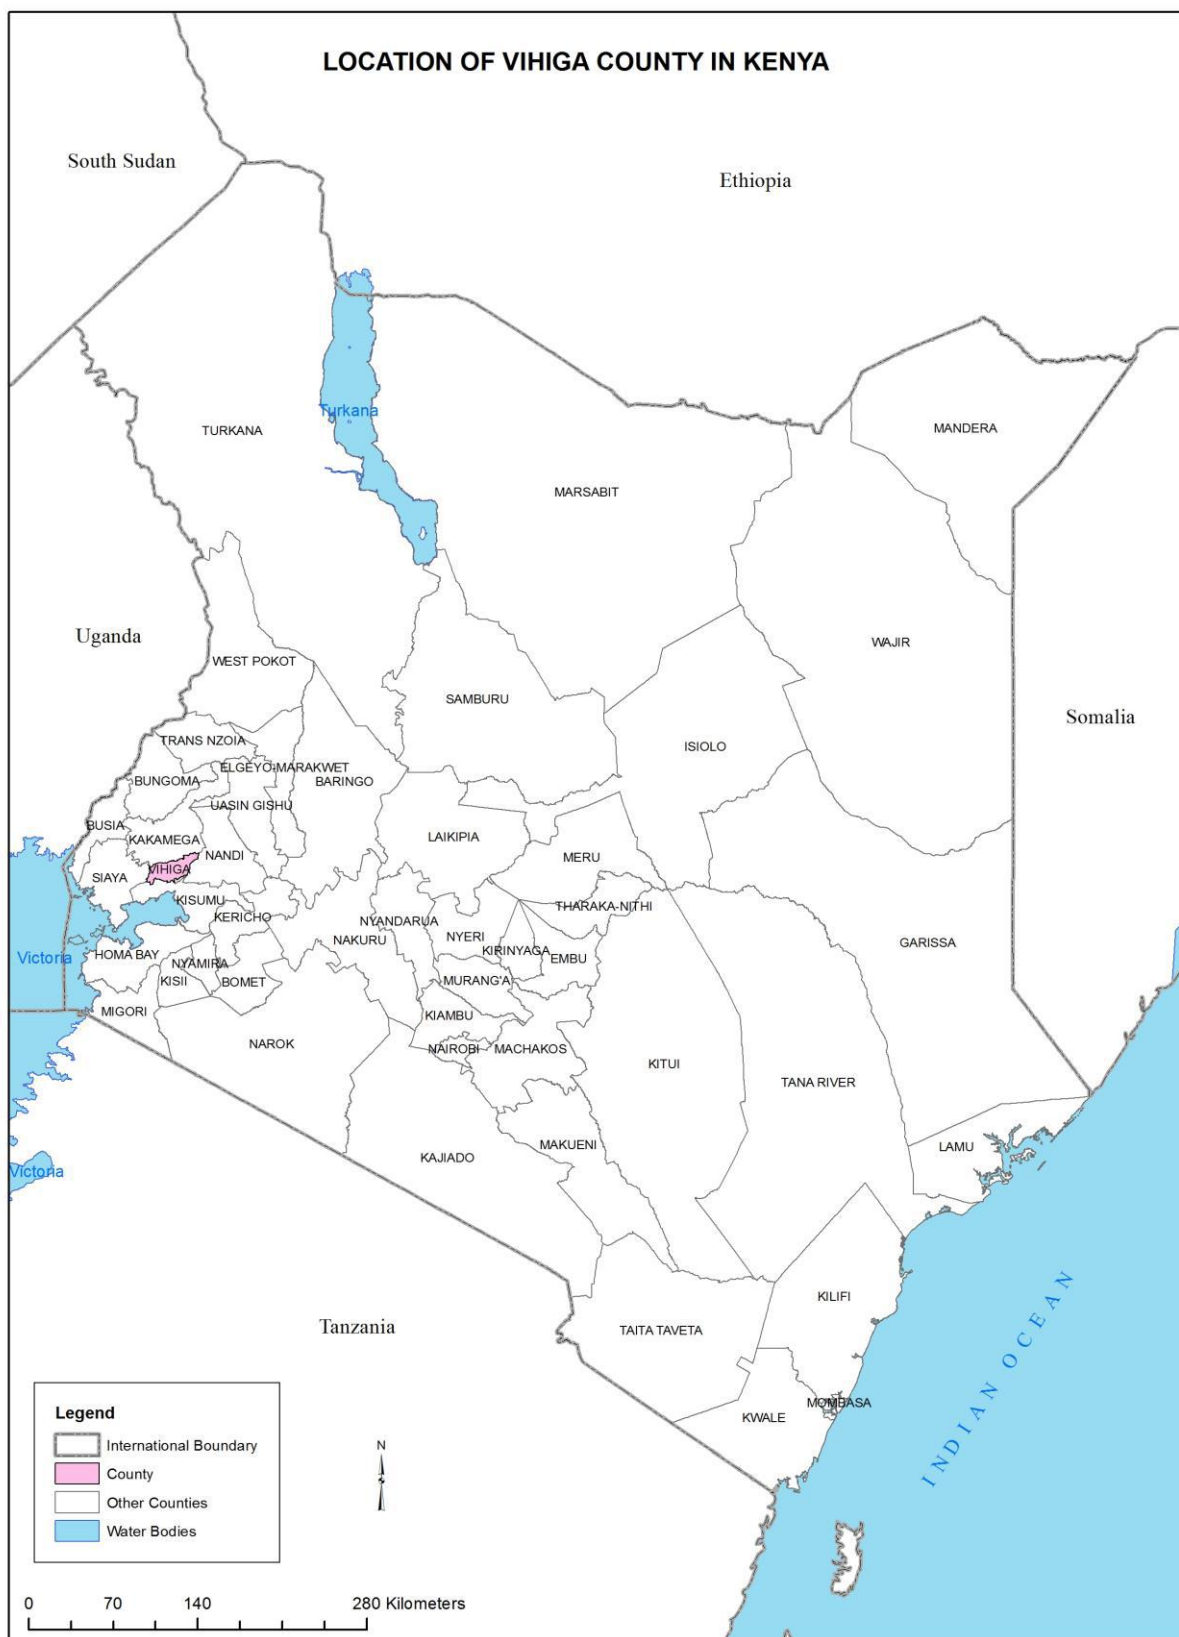 LOCATION OF VIHIGA COUNTY IN KENYA
South Sudan
Ethiopia
Turkana
TURKANA
MANDERA
MARSABIT
Uganda
WAJIR
WEST POKOT
SAMBURU
Somalia
TRANS NZOIA
ISIOLO
ELGEYO-MARAKWET
BUNGOMA
BARINGO
UASIN GISHU
BUSIA
KAKAMEGA
LAIKIPIA
NANDI
MERU
VIHIGA
SIAYA
KISUMU
THARAKA-NITHI
KERICHO
NYANDARUA
NYERI
NAKURU
GARISSA
KIRINYAGA
HOMA BAY
Victoria
EMBU
NYAMIRA
KISII
BOMET
MURANG'A
MIGORI
KIAMBU
NAROK
NAIROBI
MACHAKOS
KITUI
TANA RIVER
MAKUENI
LAMU
KAJIADO
Victoria
KILIFI
Tanzania
TAITA TAVETA
INDIAN OCEAN
MOMBASA
KWALE
Legend
International Boundary
County
Other Counties
Water Bodies
N
0 70 140 280 Kilometers